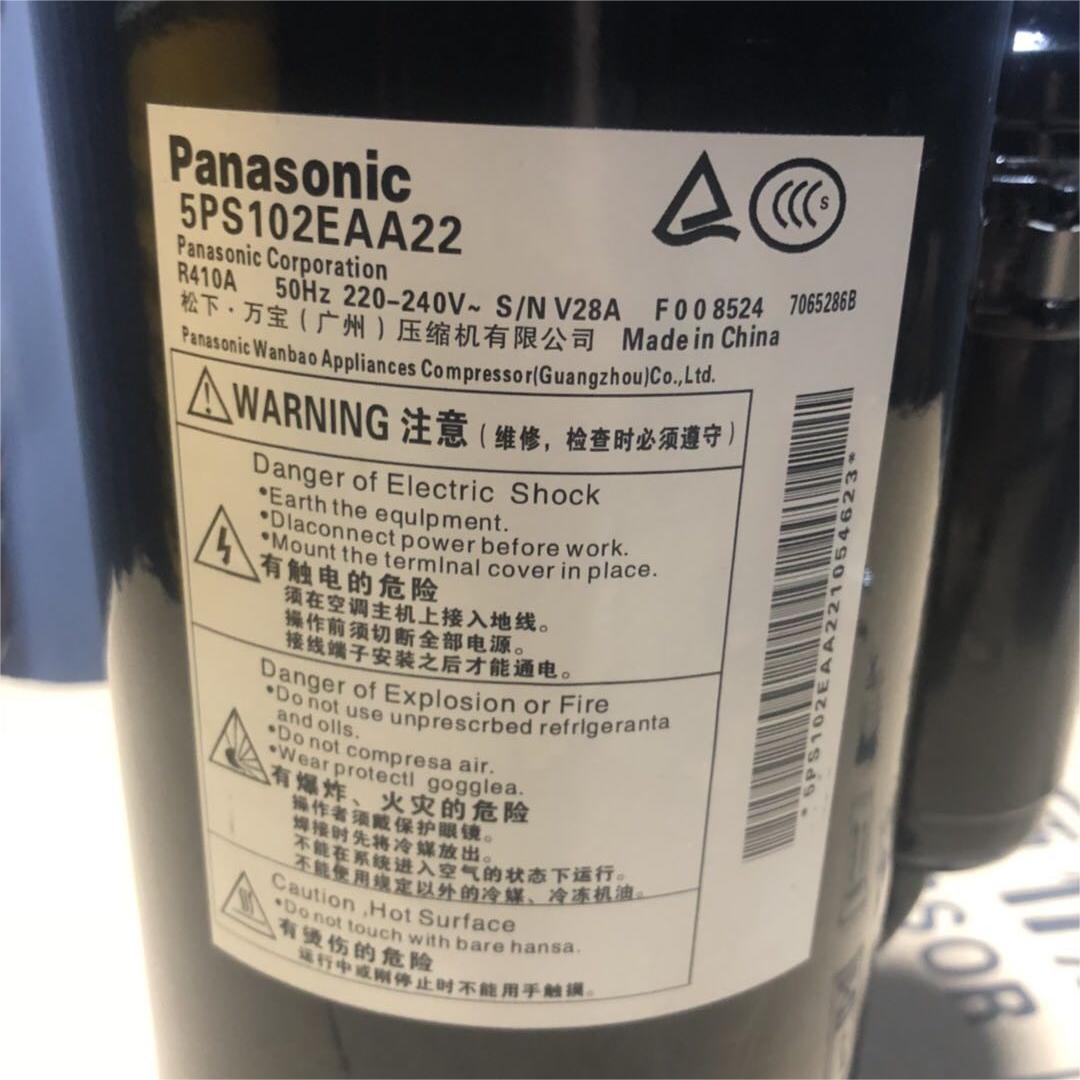 Panasonic
5PS102EAA22
Panasonic Corporation
R410A 50Hz 220-240V~ S/N V28A F008524 7065286B
松下·万宝(广州)压缩机有限公司 Made in China
Panasonic Wanbao Appliances Compressor(Guangzhou)Co.,Ltd.
S
WARNING 注意(维修,检查时必须遵守)
Danger of Electric Shock
•Earth the equlpment.
•Dlaconnect power before work.
•Mount the termlnal cover in place.
有触电的危险
须在空调主机上接入地线。
操作前须切断全部电源。
接线端子安装之后才能通电。
Danger of Explosion or Fire
•Do not use unprescrbed refrlgeranta
and olls.
•Do not compresa air.
•Wear protectl gogglea.
有爆炸、火灾的危险
操作者须戴保护眼镜。
焊接时先将冷媒放出。
不能在系统进入空气的状态下运行。
不能使用规定以外的冷媒、冷冻机油。
Caution ,Hot Surface
•Do not touch with bare hansa.
有烫伤的危险
运行中或刚停止时不能用手触摸。
*5PS102EAA221054623*
SOR